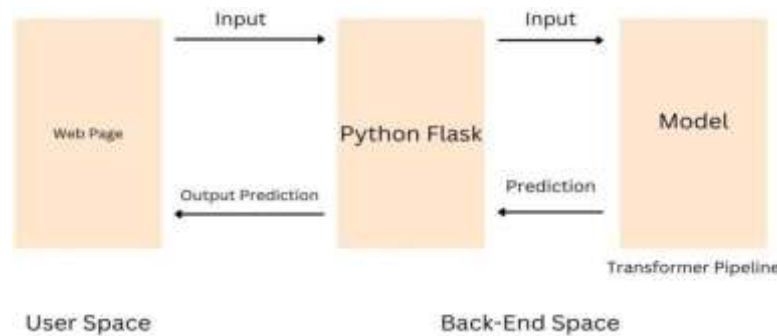 Input
Input
Web Page
Python Flask
Model
Output Prediction
Prediction
Transformer Pipeline
User Space
Back-End Space